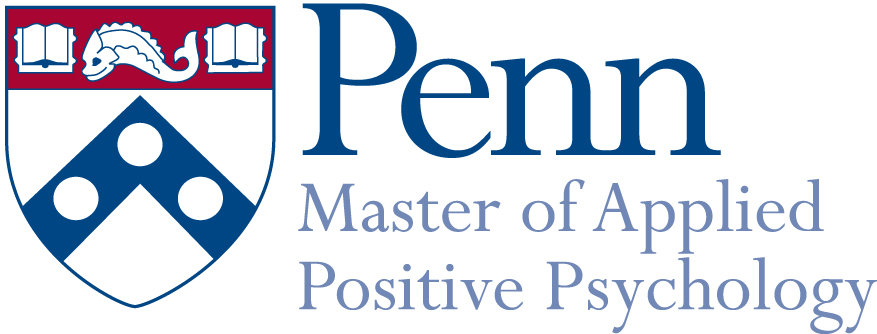 Penn
Master of Applied
Positive Psychology